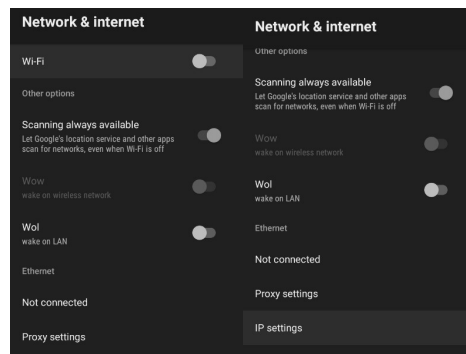 Network & internet
Wi-Fi
Other options
Scanning always available
Let Google's location service and other apps
scan for networks, even when Wi-Fi is off
Wow
wake on wireless network
Wol
wake on LAN
Ethernet
Not connected
Proxy settings
Network & internet
Other options
Scanning always available
Let Google's location service and other apps
scan for networks, even when Wi-Fi is off
Wow
wake on wireless network
Wol
wake on LAN
Ethernet
Not connected
Proxy settings
IP settings